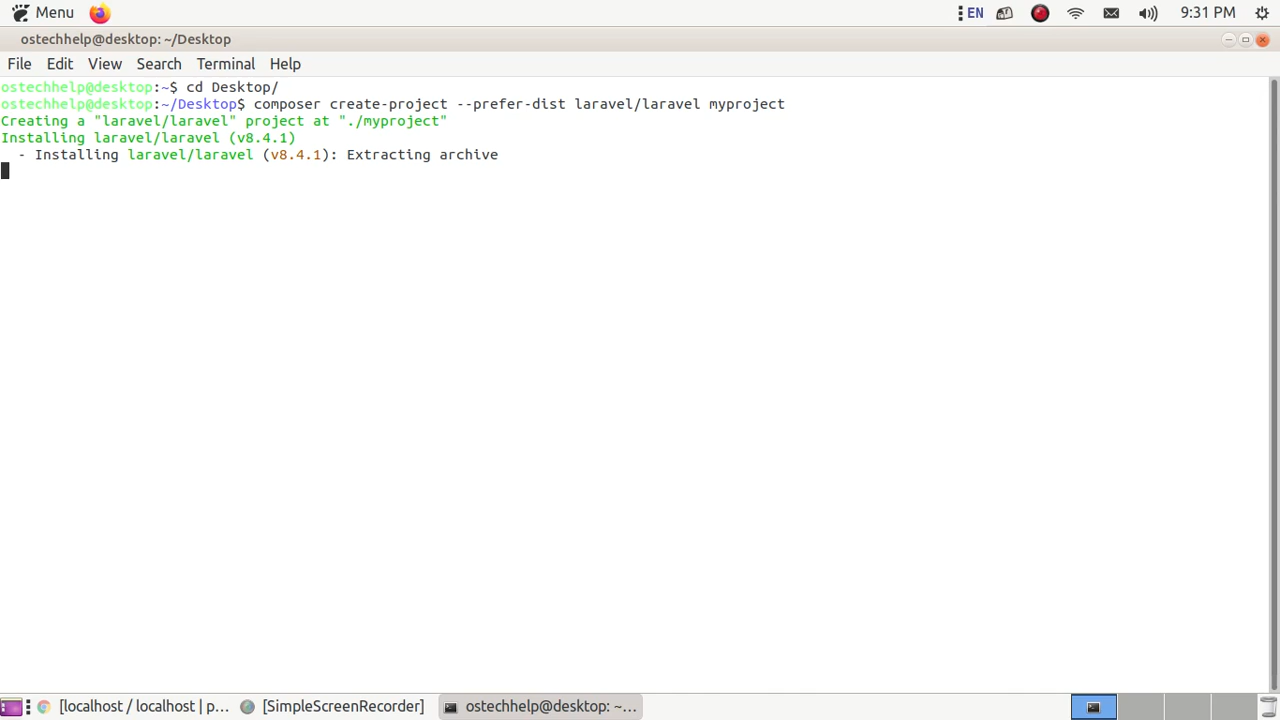 Menu
EN
9:31 PM
ostechhelp@desktop: ~/Desktop
File Edit View Search Terminal Help
ostechhelp@desktop:~$ cd Desktop/
ostechhelp@desktop:~/Desktop$ composer create-project --prefer-dist laravel/laravel myproject
Creating a "laravel/laravel" project at "./myproject"
Installing laravel/laravel (v8.4.1)
  - Installing laravel/laravel (v8.4.1): Extracting archive
[localhost / localhost | p...
[SimpleScreenRecorder]
ostechhelp@desktop: ~...